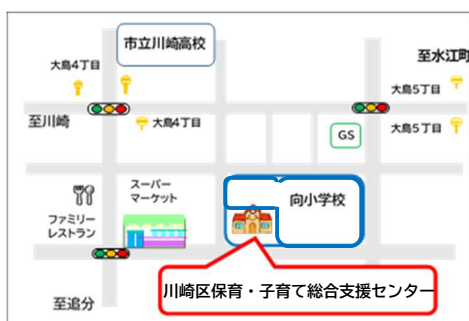 市立川崎高校
至水江町
大島4丁目
大島5丁目
至川崎
大島4丁目
大島5丁目
GS
スーパー
マーケット
向小学校
ファミリー
レストラン
川崎区保育・子育て総合支援センター
至追分